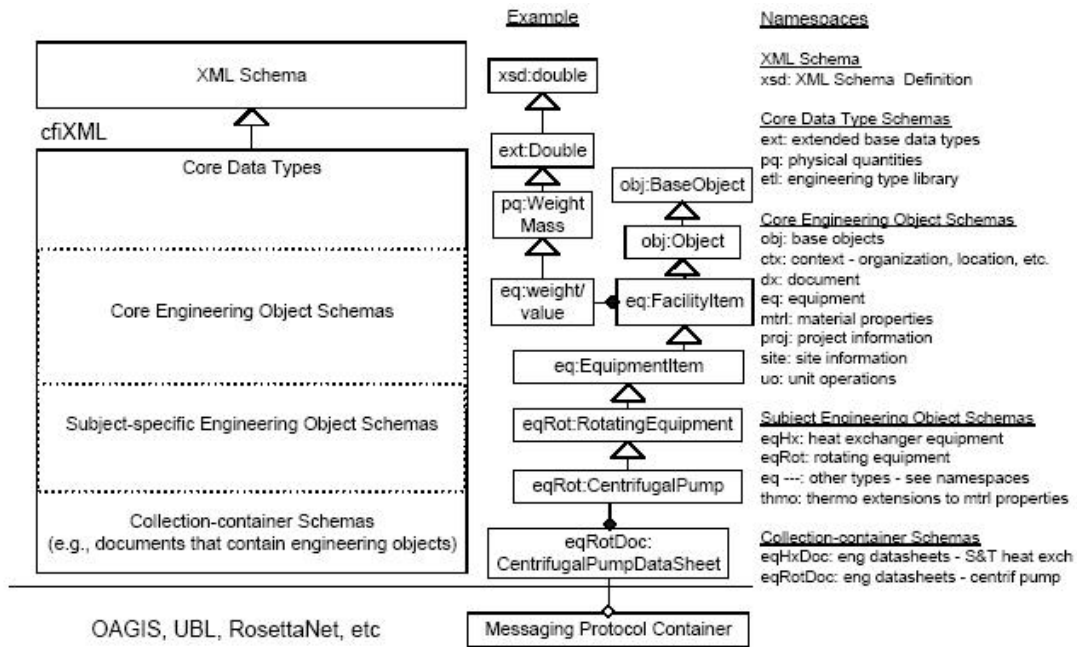 XML Schema
cfiXML
Core Data Types
Core Engineering Object Schemas
Subject-specific Engineering Object Schemas
Collection-container Schemas
(e.g., documents that contain engineering objects)
OAGIS, UBL, RosettaNet, etc
Example
xsd:double
ext:Double
pq:Weight
Mass
eq:weight/
value
obj:BaseObject
obj:Object
eq:FacilityItem
eq:EquipmentItem
eqRot:RotatingEquipment
eqRot:CentrifugalPump
eqRotDoc:
CentrifugalPumpDataSheet
Messaging Protocol Container
Namespaces
XML Schema
xsd: XML Schema Definition
Core Data Type Schemas
ext: extended base data types
pq: physical quantities
etl: engineering type library
Core Engineering Object Schemas
obj: base objects
ctx: context - organization, location, etc.
dx: document
eq: equipment
mtrl: material properties
proj: project information
site: site information
uo: unit operations
Subject Engineering Object Schemas
eqHx: heat exchanger equipment
eqRot: rotating equipment
eq ---: other types - see namespaces
thmo: thermo extensions to mtrl properties
Collection-container Schemas
eqHxDoc: eng datasheets - S&T heat exch
eqRotDoc: eng datasheets - centrif pump